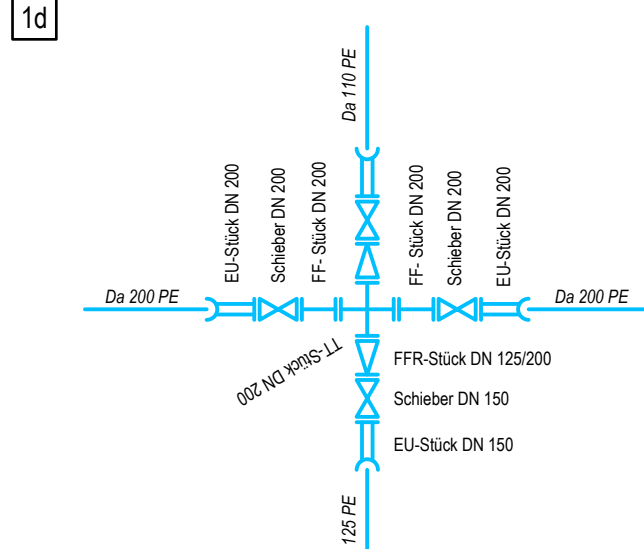 1d
Da 110 PE
EU-Stück DN 200
Schieber DN 200
FF- Stück DN 200
FF- Stück DN 200
Schieber DN 200
EU-Stück DN 200
Da 200 PE
Da 200 PE
TT-Stück DN 200
FFR-Stück DN 125/200
Schieber DN 150
EU-Stück DN 150
125 PE